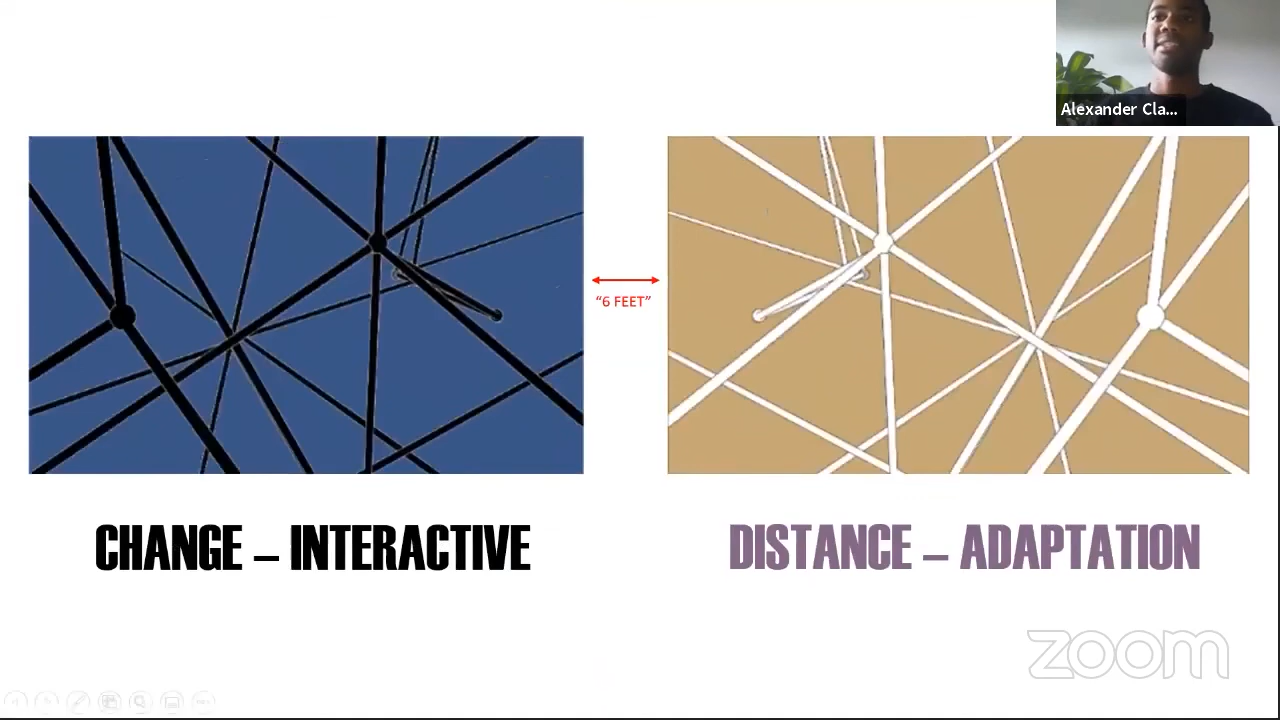 Alexander Cla...
“6 FEET”
CHANGE – INTERACTIVE
DISTANCE – ADAPTATION
zoom